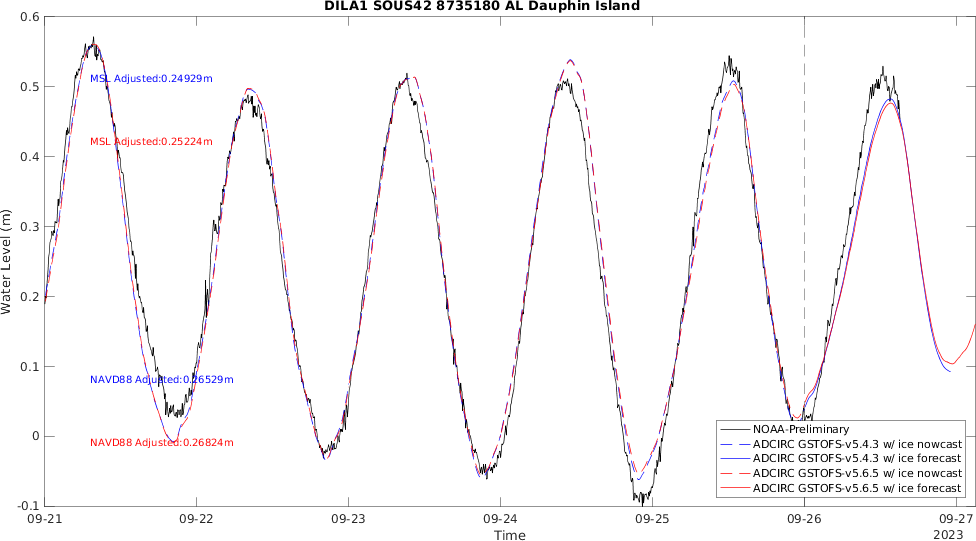 DILA1 SOUS42 8735180 AL Dauphin Island
0.6
0.5
0.4
0.3
0.2
0.1
0
-0.1
Water Level (m)
MSL Adjusted:0.24929m
MSL Adjusted:0.25224m
NAVD88 Adjusted:0.26529m
NAVD88 Adjusted:0.26824m
NOAA-Preliminary
ADCIRC GSTOFS-v5.4.3 w/ ice nowcast
ADCIRC GSTOFS-v5.4.3 w/ ice forecast
ADCIRC GSTOFS-v5.6.5 w/ ice nowcast
ADCIRC GSTOFS-v5.6.5 w/ ice forecast
09-21 09-22 09-23 09-24 09-25 09-26 09-27
Time
2023